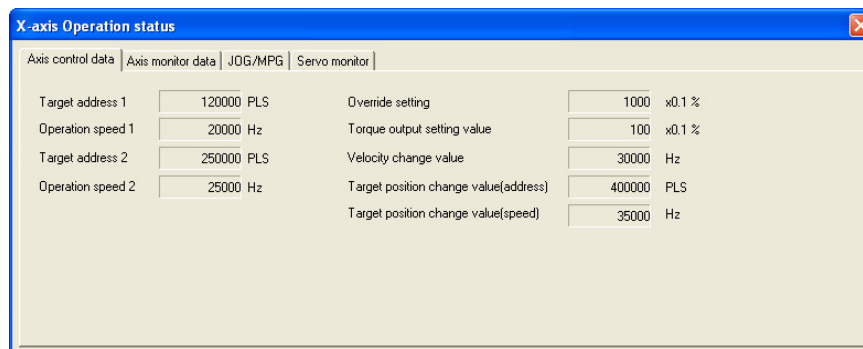 X-axis Operation status
Axis control data Axis monitor data JOG/MPG Servo monitor
Target address 1 120000 PLS
Operation speed 1 20000 Hz
Target address 2 250000 PLS
Operation speed 2 25000 Hz
Override setting 1000 x0.1 %
Torque output setting value 100 x0.1 %
Velocity change value 30000 Hz
Target position change value(address) 400000 PLS
Target position change value(speed) 35000 Hz